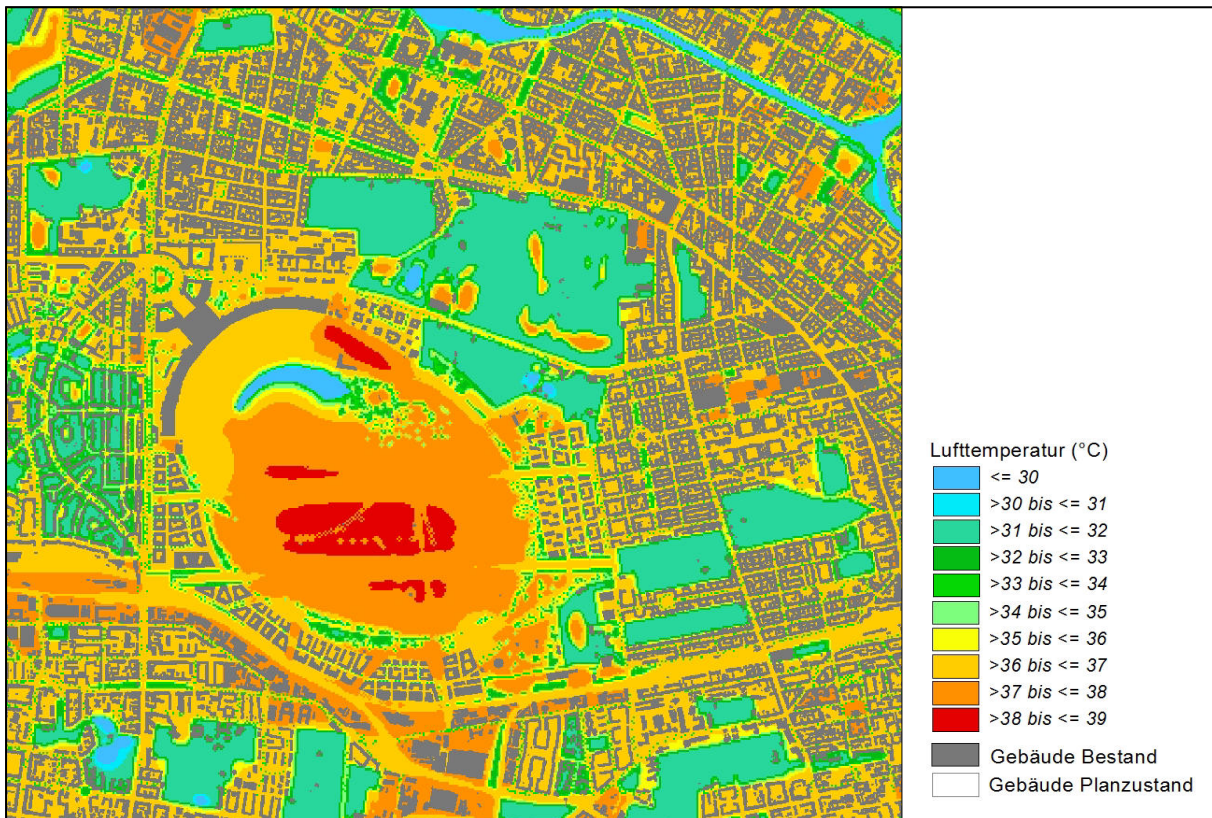 Lufttemperatur (°C)
<= 30
>30 bis <= 31
>31 bis <= 32
>32 bis <= 33
>33 bis <= 34
>34 bis <= 35
>35 bis <= 36
>36 bis <= 37
>37 bis <= 38
>38 bis <= 39
Gebäude Bestand
Gebäude Planzustand